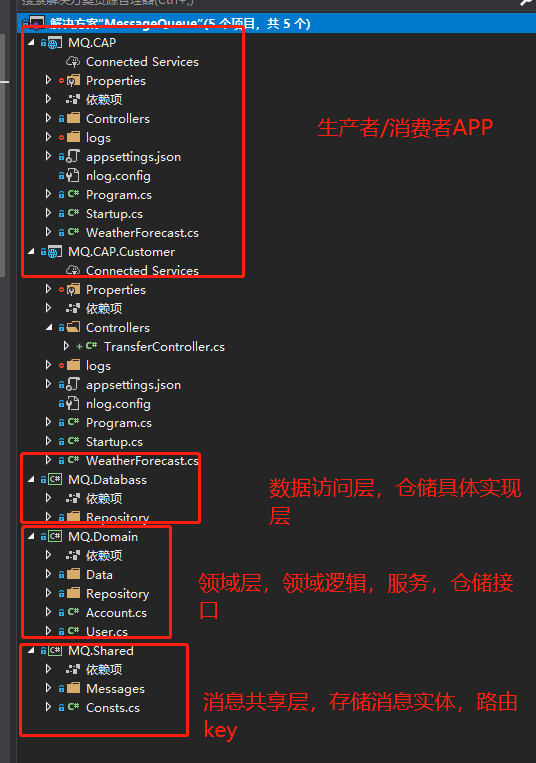 搜索解决方案资源管理器(Ctrl+;)
解决方案"MessageQueue"(5 个项目，共 5 个)
MQ.CAP
Connected Services
Properties
依赖项
Controllers
logs
appsettings.json
nlog.config
C# Program.cs
C# Startup.cs
C# WeatherForecast.cs
生产者/消费者APP
MQ.CAP.Customer
Connected Services
Properties
依赖项
Controllers
C# TransferController.cs
logs
appsettings.json
nlog.config
C# Program.cs
C# Startup.cs
C# WeatherForecast.cs
C# MQ.Databass
依赖项
Repository
数据访问层，仓储具体实现
层
C# MQ.Domain
依赖项
Data
Repository
C# Account.cs
C# User.cs
领域层，领域逻辑，服务，仓储接
口
C# MQ.Shared
依赖项
Messages
C# Consts.cs
消息共享层，存储消息实体，路由
key